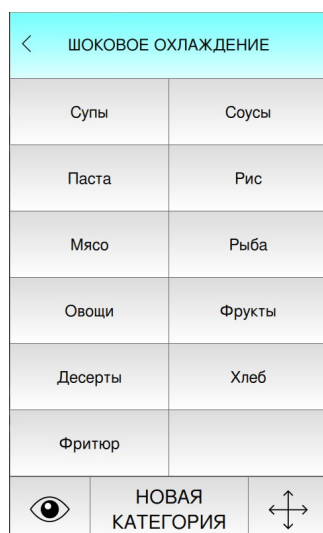 ШОКОВОЕ ОХЛАЖДЕНИЕ
Супы
Соусы
Паста
Рис
Мясо
Рыба
Овощи
Фрукты
Десерты
Хлеб
Фритюр
НОВАЯ
КАТЕГОРИЯ